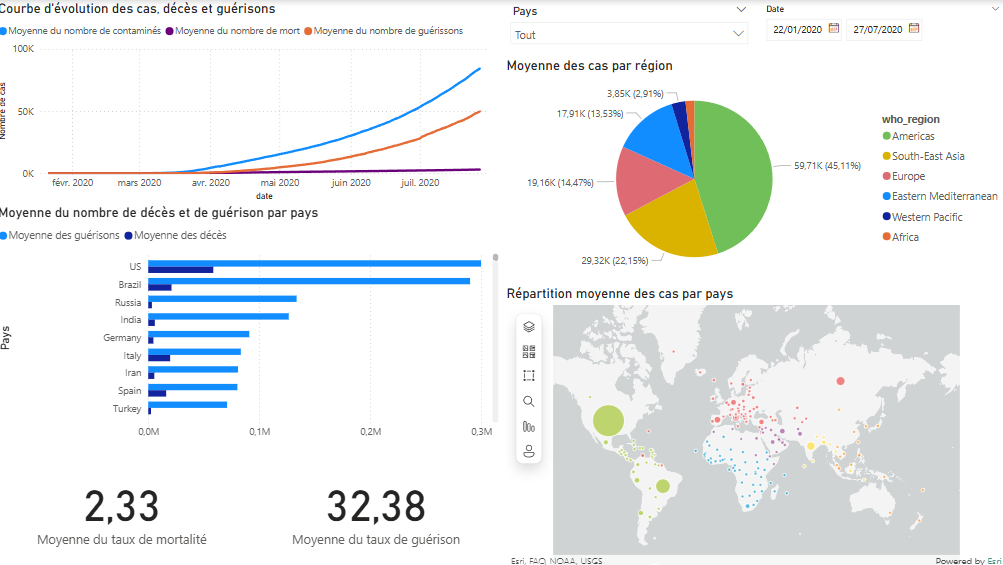 Courbe d'évolution des cas, décès et guérisons
Moyenne du nombre de contaminés Moyenne du nombre de mort Moyenne du nombre de guérissons
100K
50K
0K
Nombre de cas
févr. 2020 mars 2020 avr. 2020 mai 2020 juin 2020 juil. 2020
date
Pays
Tout
Date
22/01/2020 27/07/2020
Moyenne des cas par région
3,85K (2,91%)
17,91K (13,53%)
19,16K (14,47%)
29,32K (22,15%)
59,71K (45,11%)
who_region
Americas
South-East Asia
Europe
Eastern Mediterranean
Western Pacific
Africa
Moyenne du nombre de décès et de guérison par pays
Moyenne des guérisons Moyenne des décès
Pays
US
Brazil
Russia
India
Germany
Italy
Iran
Spain
Turkey
0,0M 0,1M 0,2M 0,3M
Répartition moyenne des cas par pays
Esri, FAO, NOAA, USGS
Powered by Esri
2,33
Moyenne du taux de mortalité
32,38
Moyenne du taux de guérison